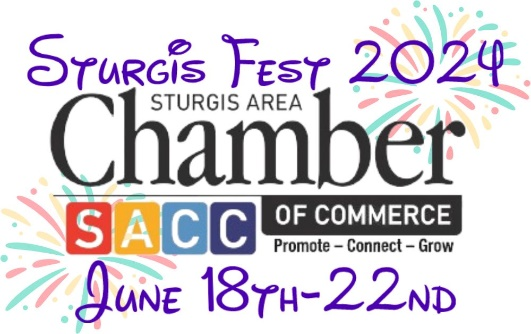 Sturgis Fest 2024
STURGIS AREA
Chamber
SACC
OF COMMERCE
Promote – Connect – Grow
June 18th-22nd